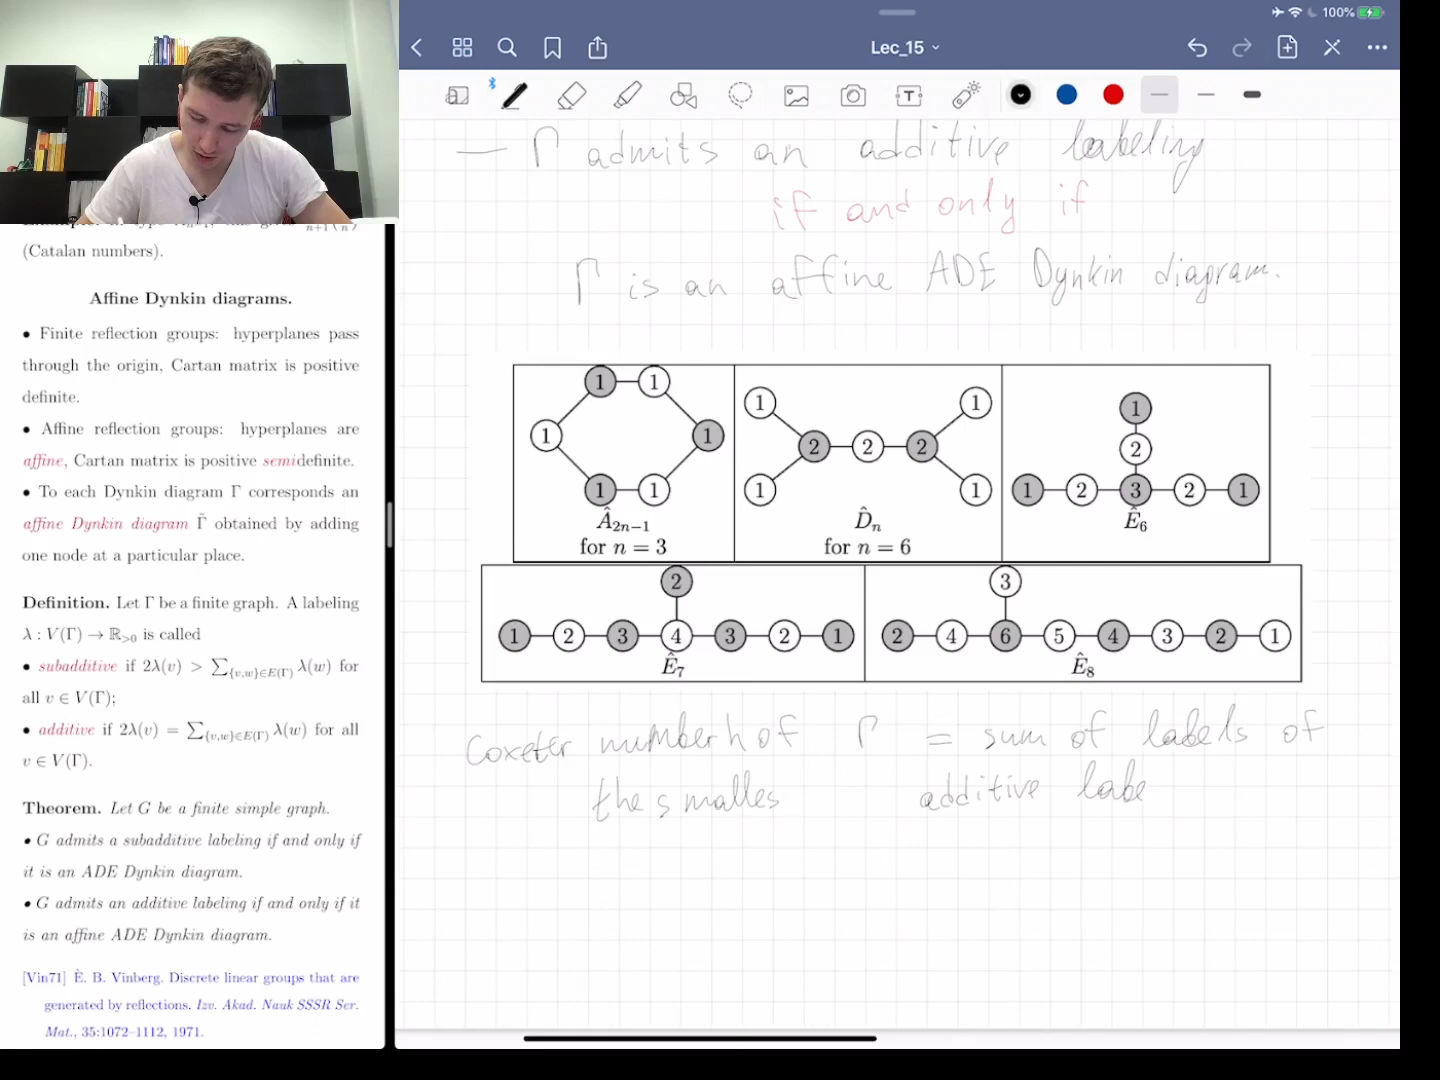 100%
Lec_15
(Catalan numbers).
Affine Dynkin diagrams.
• Finite reflection groups: hyperplanes pass
through the origin, Cartan matrix is positive
definite.
• Affine reflection groups: hyperplanes are
affine, Cartan matrix is positive semidefinite.
• To each Dynkin diagram Γ corresponds an
affine Dynkin diagram Γ̃ obtained by adding
one node at a particular place.
Definition. Let Γ be a finite graph. A labeling
λ : V(Γ) → ℝ_{>0} is called
• subadditive if 2λ(v) > ∑_{{v,w}∈E(Γ)} λ(w) for
all v ∈ V(Γ);
• additive if 2λ(v) = ∑_{{v,w}∈E(Γ)} λ(w) for all
v ∈ V(Γ).
Theorem. Let G be a finite simple graph.
• G admits a subadditive labeling if and only if
it is an ADE Dynkin diagram.
• G admits an additive labeling if and only if it
is an affine ADE Dynkin diagram.
[Vin71] È. B. Vinberg. Discrete linear groups that are
generated by reflections. Izv. Akad. Nauk SSSR Ser.
Mat., 35:1072–1112, 1971.
— Γ admits an additive labeling
if and only if
Γ is an affine ADE Dynkin diagram.
1 1
1 1
1 1
Â_{2n−1}
for n = 3
1 1
2 2 2
1 1
D̂_n
for n = 6
1
2
1 2 3 2 1
Ê_6
2
1 2 3 4 3 2 1
Ê_7
3
2 4 6 5 4 3 2 1
Ê_8
Coxeter number h of Γ = sum of labels of
the smalles additive labe